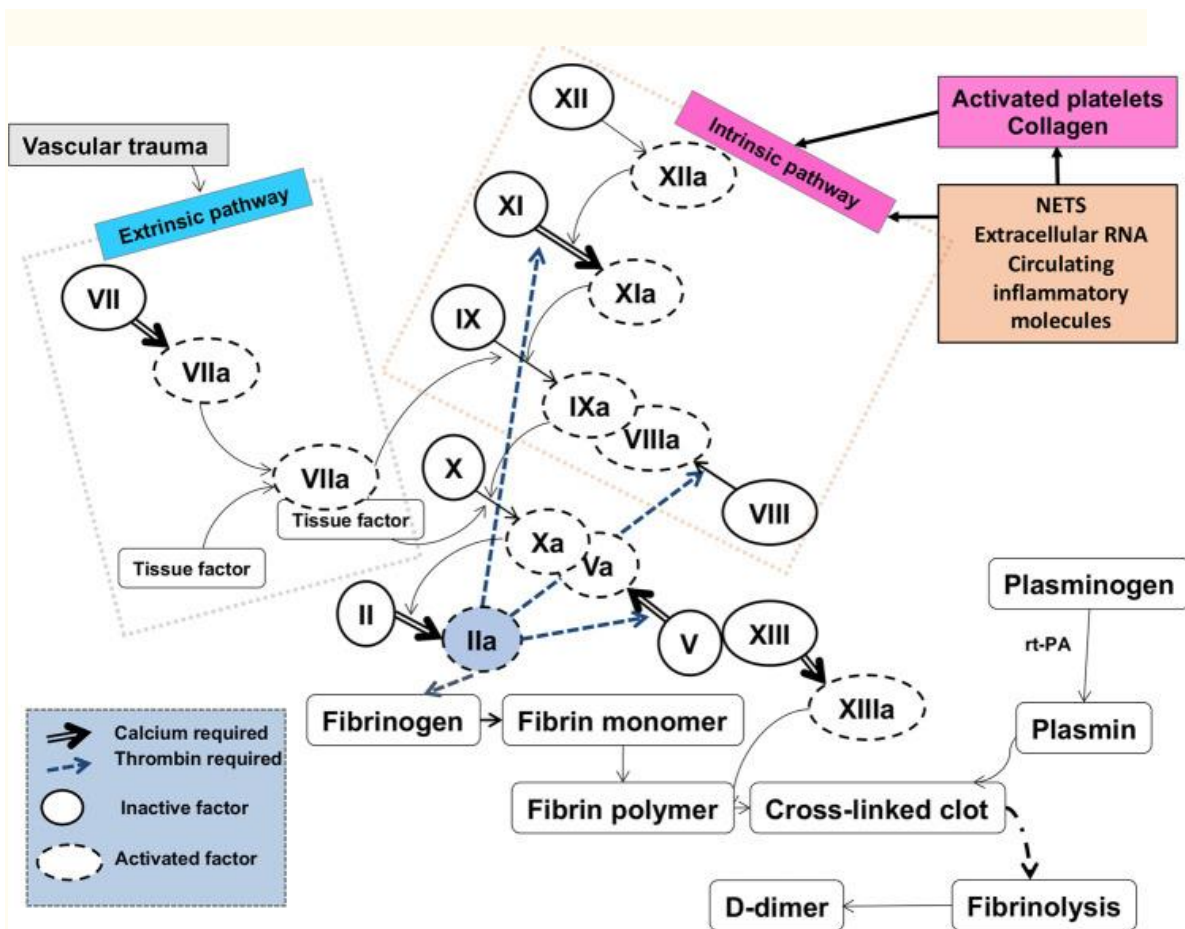 XII
Activated platelets
Collagen
Intrinsic pathway
Vascular trauma
XIIa
Extrinsic pathway
XI
NETS
Extracellular RNA
Circulating
inflammatory
molecules
VII
XIa
IX
VIIa
IXa
VIIIa
X
VIIa
Tissue factor
VIII
Xa
Va
Tissue factor
Plasminogen
II
IIa
V
XIII
rt-PA
XIIIa
Fibrinogen
Fibrin monomer
Plasmin
Calcium required
Thrombin required
Inactive factor
Activated factor
Fibrin polymer
Cross-linked clot
D-dimer
Fibrinolysis